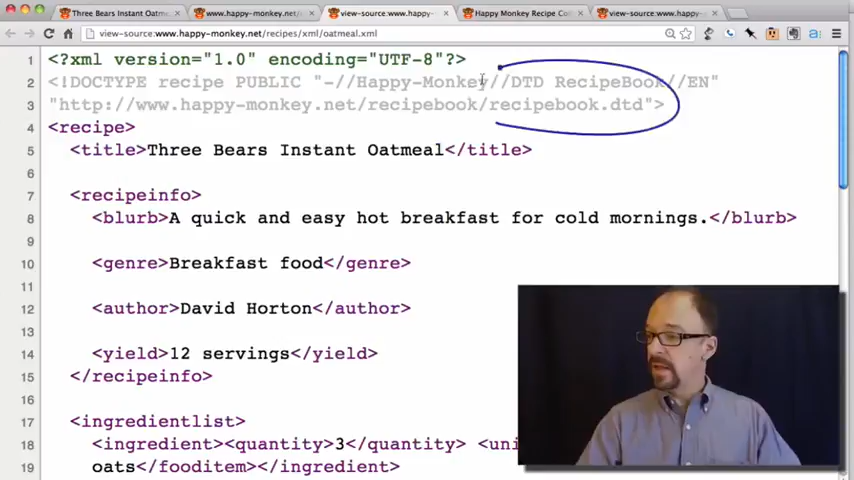 Three Bears Instant Oatme
www.happy-monkey.net/
view-source:www.happy-mo
Happy Monkey Recipe Co
view-source:www.happy-mo
view-source:www.happy-monkey.net/recipes/xml/oatmeal.xml
1 <?xml version="1.0" encoding="UTF-8"?>
2 <!DOCTYPE recipe PUBLIC "-//Happy-Monkey//DTD RecipeBook//EN"
3 "http://www.happy-monkey.net/recipebook/recipebook.dtd">
4 <recipe>
5 <title>Three Bears Instant Oatmeal</title>
6
7 <recipeinfo>
8 <blurb>A quick and easy hot breakfast for cold mornings.</blurb>
9
10 <genre>Breakfast food</genre>
11
12 <author>David Horton</author>
13
14 <yield>12 servings</yield>
15 </recipeinfo>
16
17 <ingredientlist>
18 <ingredient><quantity>3</quantity> <uni
19 oats</fooditem></ingredient>